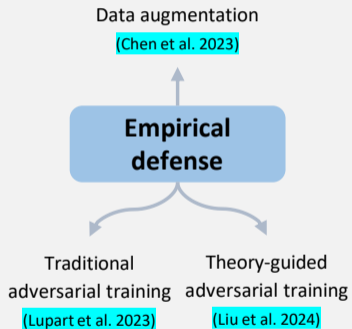 Data augmentation
(Chen et al. 2023)
Empirical
defense
Traditional
adversarial training
(Lupart et al. 2023)
Theory-guided
adversarial training
(Liu et al. 2024)